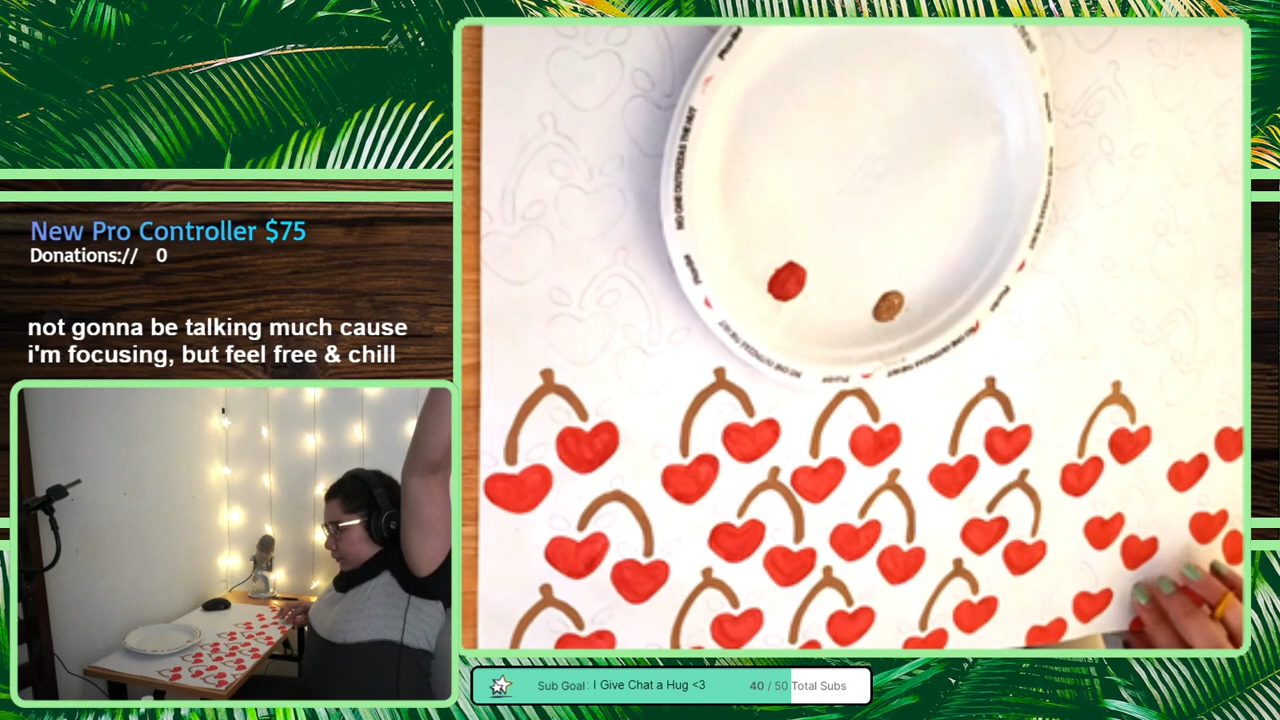 New Pro Controller $75
Donations:// 0
not gonna be talking much cause
i'm focusing, but feel free & chill
Sub Goal: I Give Chat a Hug <3 40 / 50 Total Subs